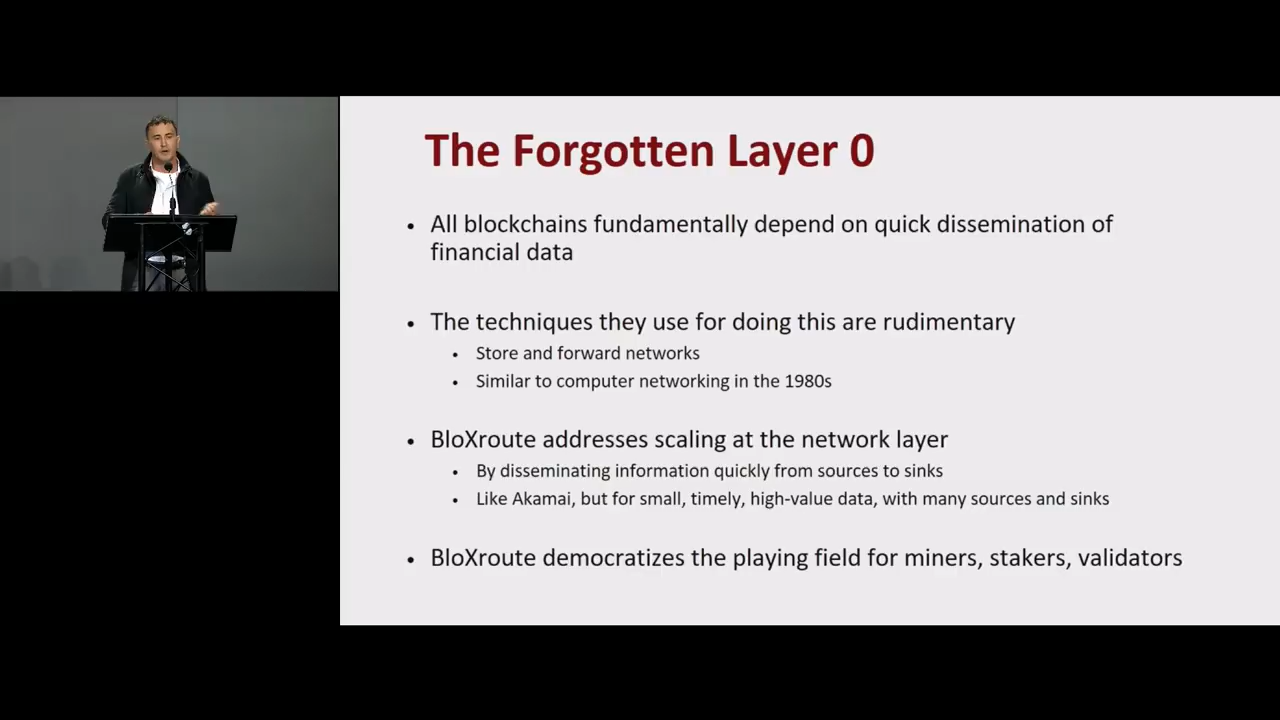 The Forgotten Layer 0
• All blockchains fundamentally depend on quick dissemination of
financial data
• The techniques they use for doing this are rudimentary
• Store and forward networks
• Similar to computer networking in the 1980s
• BloXroute addresses scaling at the network layer
• By disseminating information quickly from sources to sinks
• Like Akamai, but for small, timely, high-value data, with many sources and sinks
• BloXroute democratizes the playing field for miners, stakers, validators